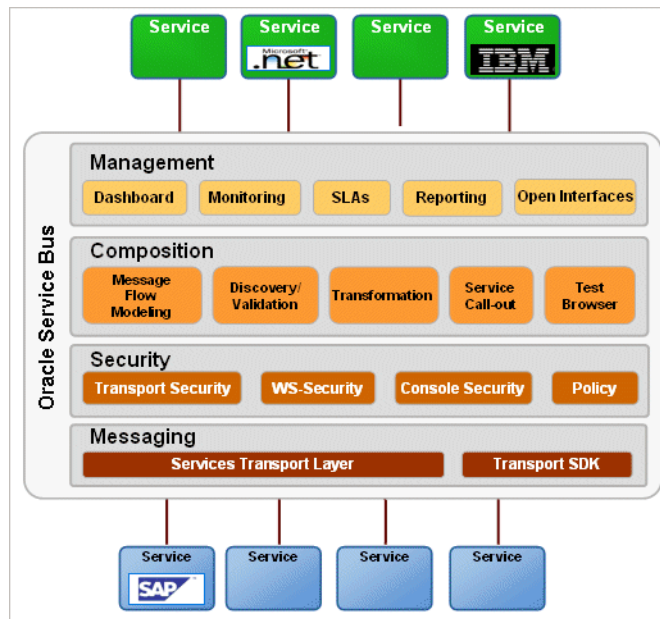 Service
Service
Service
Service
Microsoft
.net
IBM
Oracle Service Bus
Management
Dashboard
Monitoring
SLAs
Reporting
Open Interfaces
Composition
Message
Flow
Modeling
Discovery/
Validation
Transformation
Service
Call-out
Test
Browser
Security
Transport Security
WS-Security
Console Security
Policy
Messaging
Services Transport Layer
Transport SDK
Service
Service
Service
Service
SAP